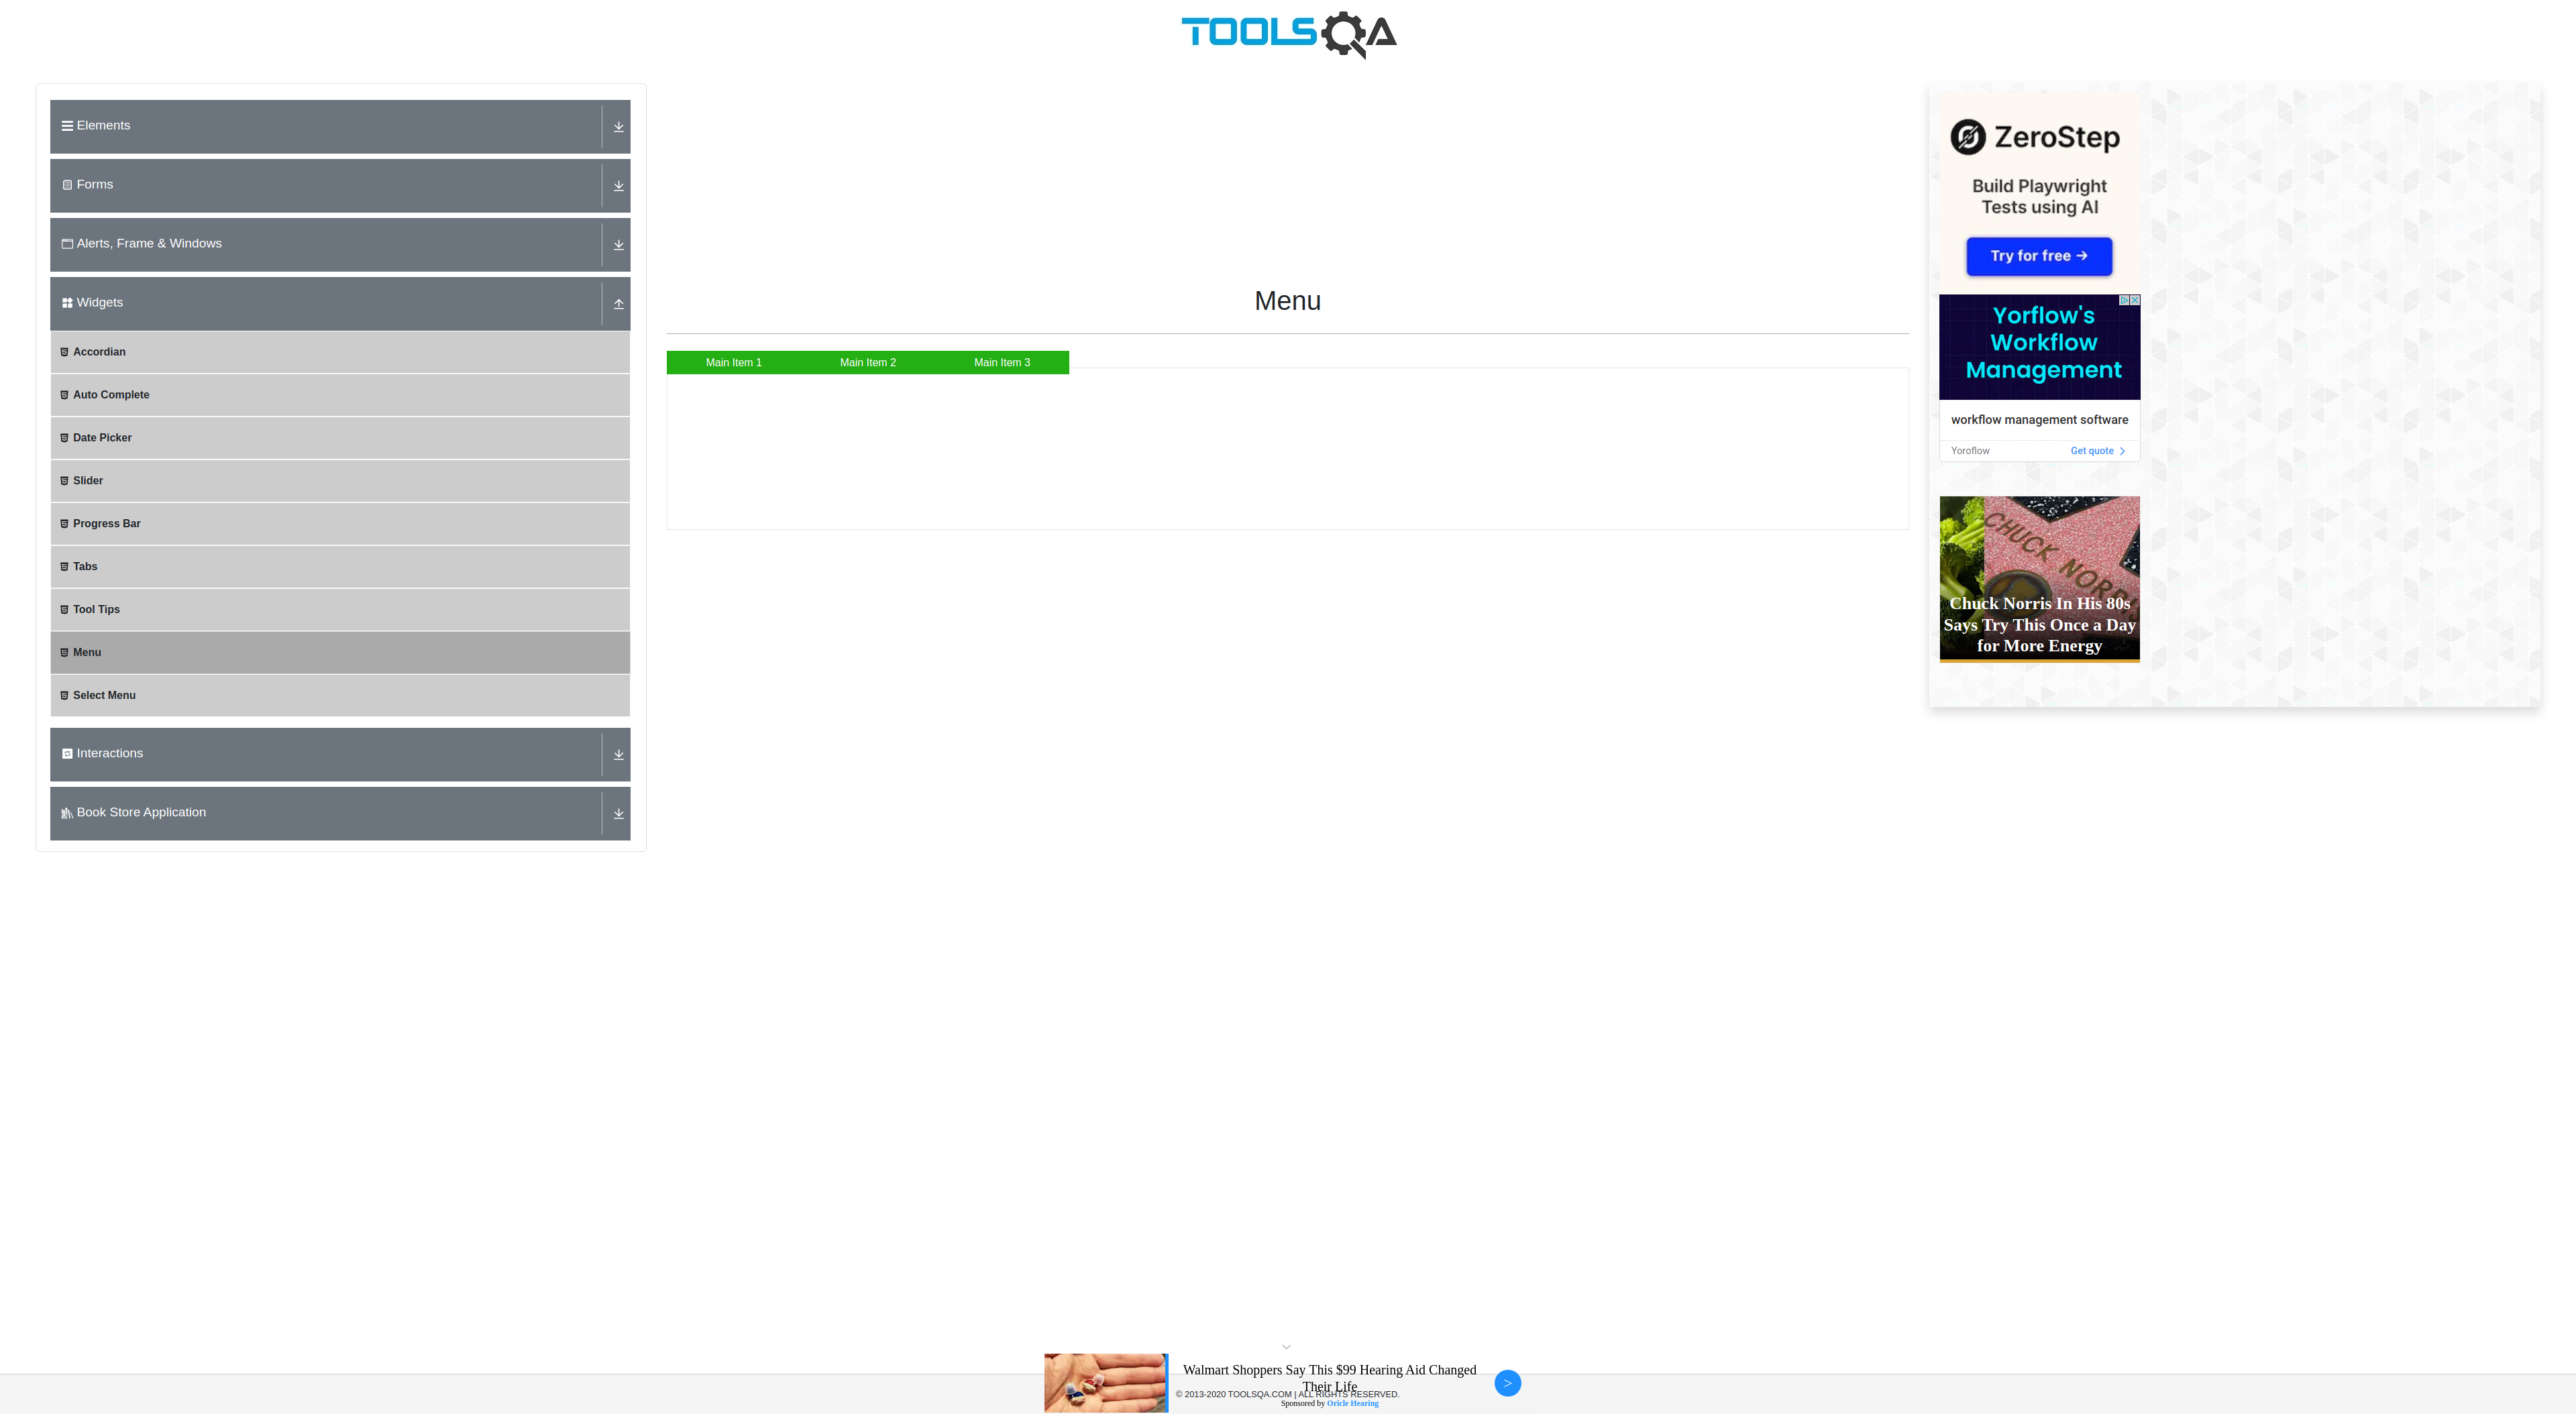 TOOLSQA
Elements
Forms
Alerts, Frame & Windows
Widgets
Accordian
Auto Complete
Date Picker
Slider
Progress Bar
Tabs
Tool Tips
Menu
Select Menu
Interactions
Book Store Application
Menu
Main Item 1 Main Item 2 Main Item 3
ZeroStep
Build Playwright
Tests using AI
Try for free →
Yorflow's
Workflow
Management
workflow management software
Yoroflow Get quote >
CHUCK NORRI
Chuck Norris In His 80s
Says Try This Once a Day
for More Energy
Walmart Shoppers Say This $99 Hearing Aid Changed
Their Life
>
© 2013-2020 TOOLSQA.COM | ALL RIGHTS RESERVED.
Sponsored by Oricle Hearing